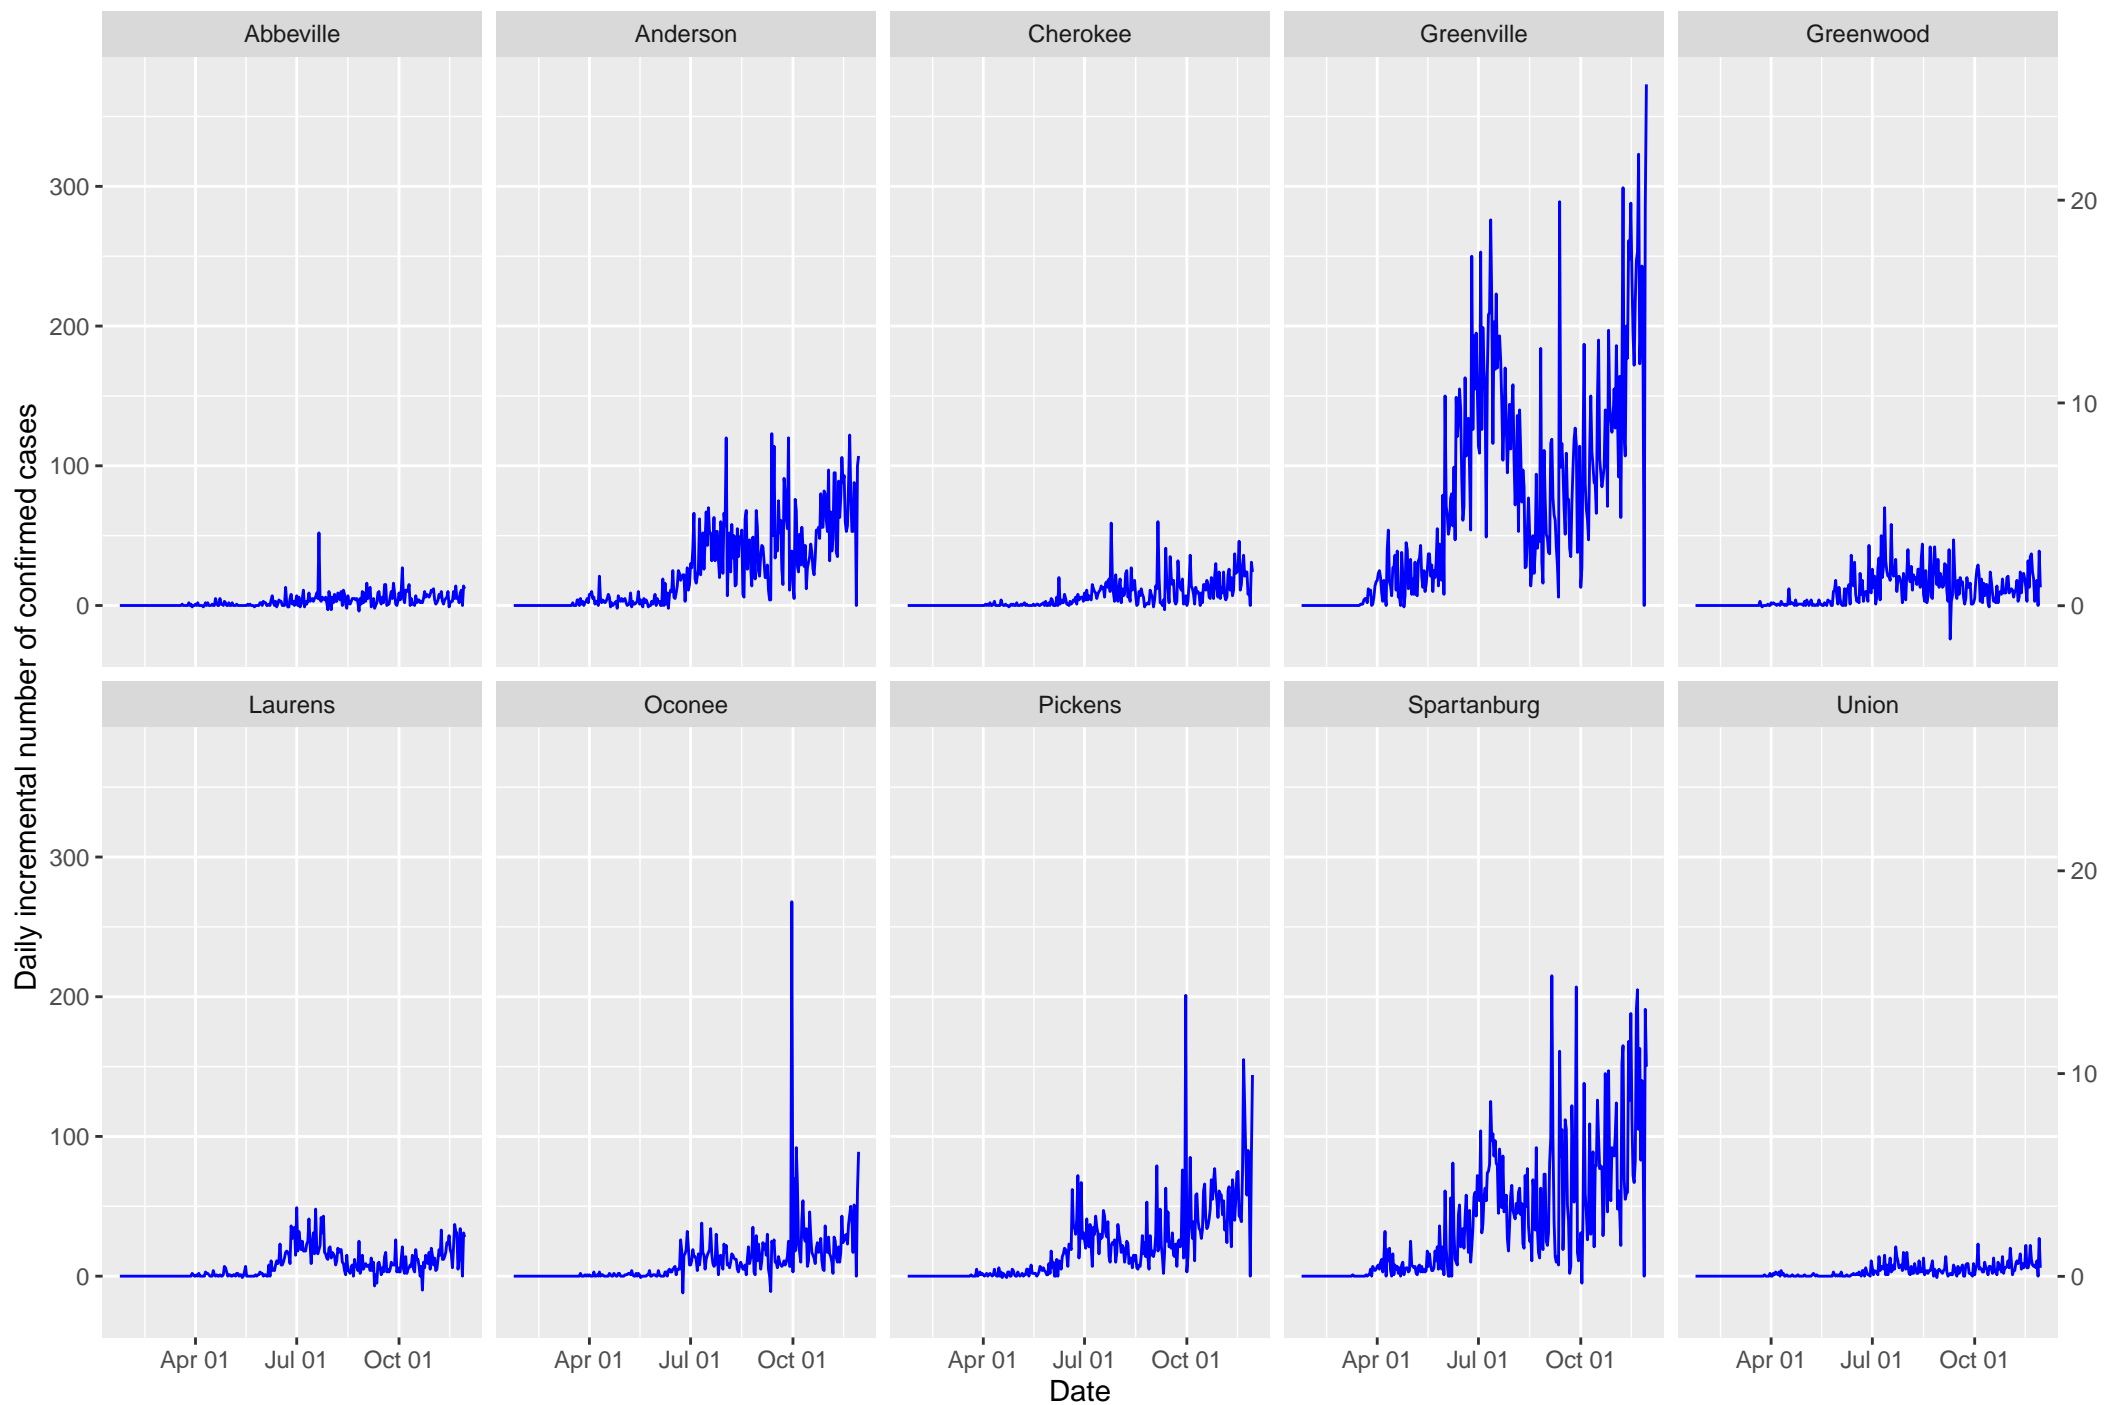 Abbeville Anderson Cherokee Greenville Greenwood
300
200
100
0
20
10
0
Daily incremental number of confirmed cases
Laurens Oconee Pickens Spartanburg Union
300
200
100
0
20
10
0
Apr 01 Jul 01 Oct 01 Apr 01 Jul 01 Oct 01 Apr 01 Jul 01 Oct 01 Apr 01 Jul 01 Oct 01 Apr 01 Jul 01 Oct 01
Date